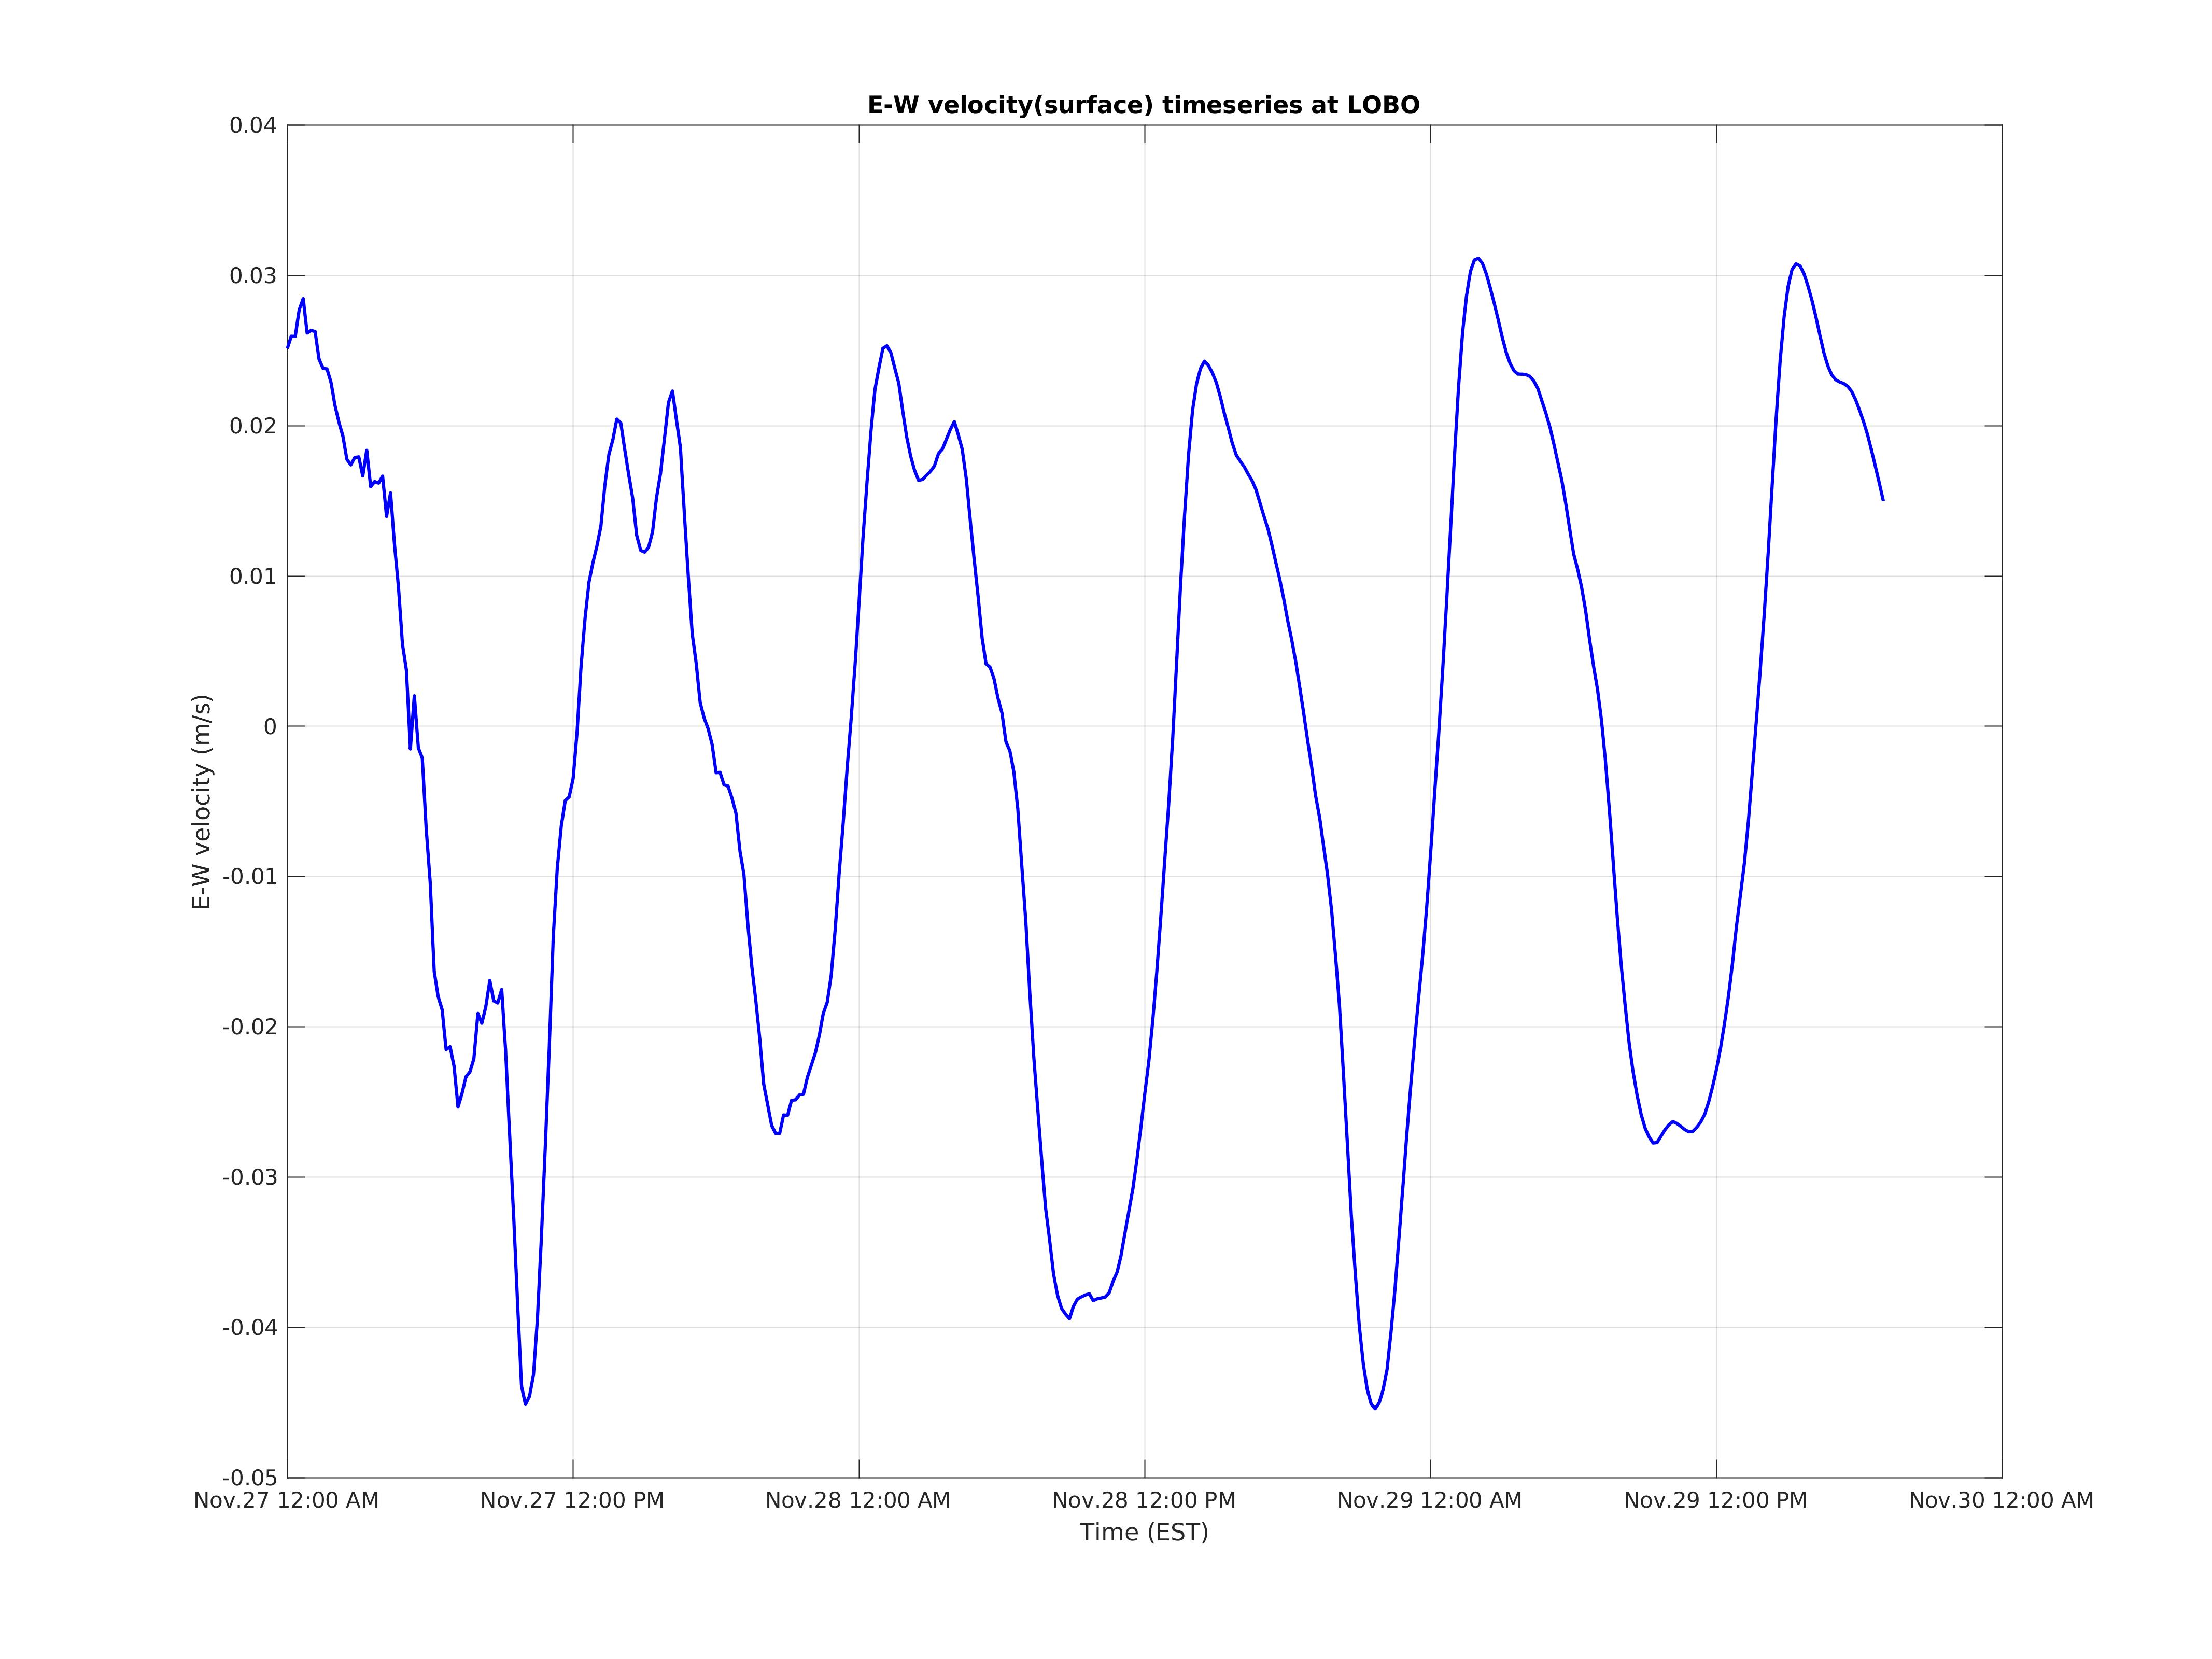 E-W velocity(surface) timeseries at LOBO
0.04
0.03
0.02
0.01
0
-0.01
-0.02
-0.03
-0.04
-0.05
E-W velocity (m/s)
Nov.27 12:00 AM
Nov.27 12:00 PM
Nov.28 12:00 AM
Nov.28 12:00 PM
Nov.29 12:00 AM
Nov.29 12:00 PM
Nov.30 12:00 AM
Time (EST)